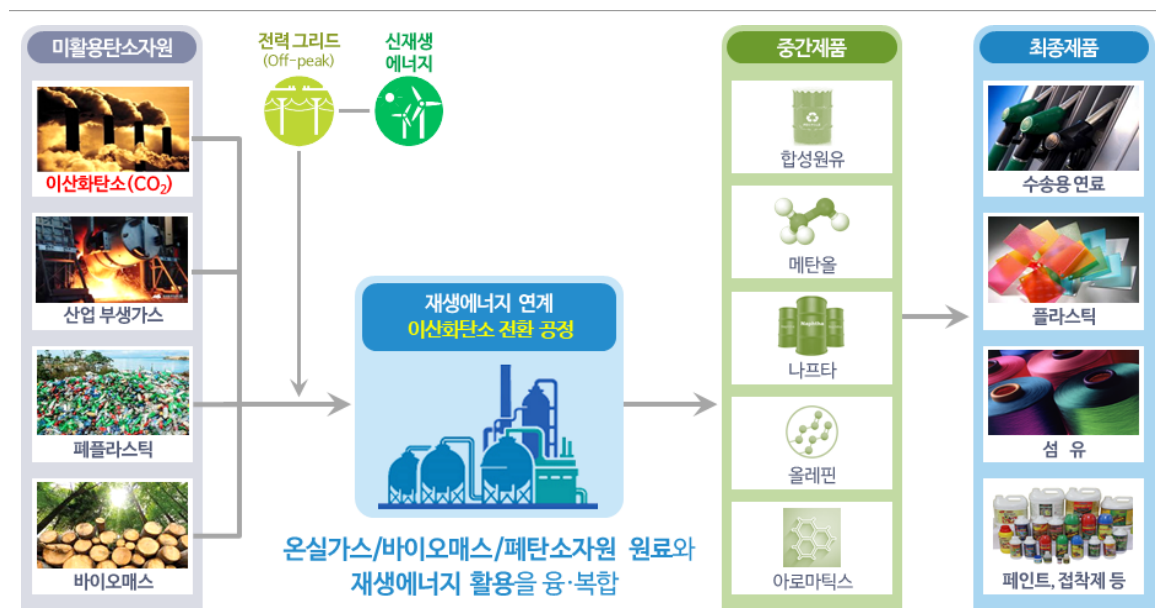 미활용탄소자원
이산화탄소(CO₂)
산업 부생가스
폐플라스틱
바이오매스
전력 그리드
(Off-peak)
신재생
에너지
재생에너지 연계
이산화탄소 전환 공정
온실가스/바이오매스/폐탄소자원 원료와
재생에너지 활용을 융·복합
중간제품
합성원유
메탄올
Naphtha
나프타
올레핀
아로마틱스
최종제품
수송용 연료
플라스틱
섬 유
페인트, 접착제 등